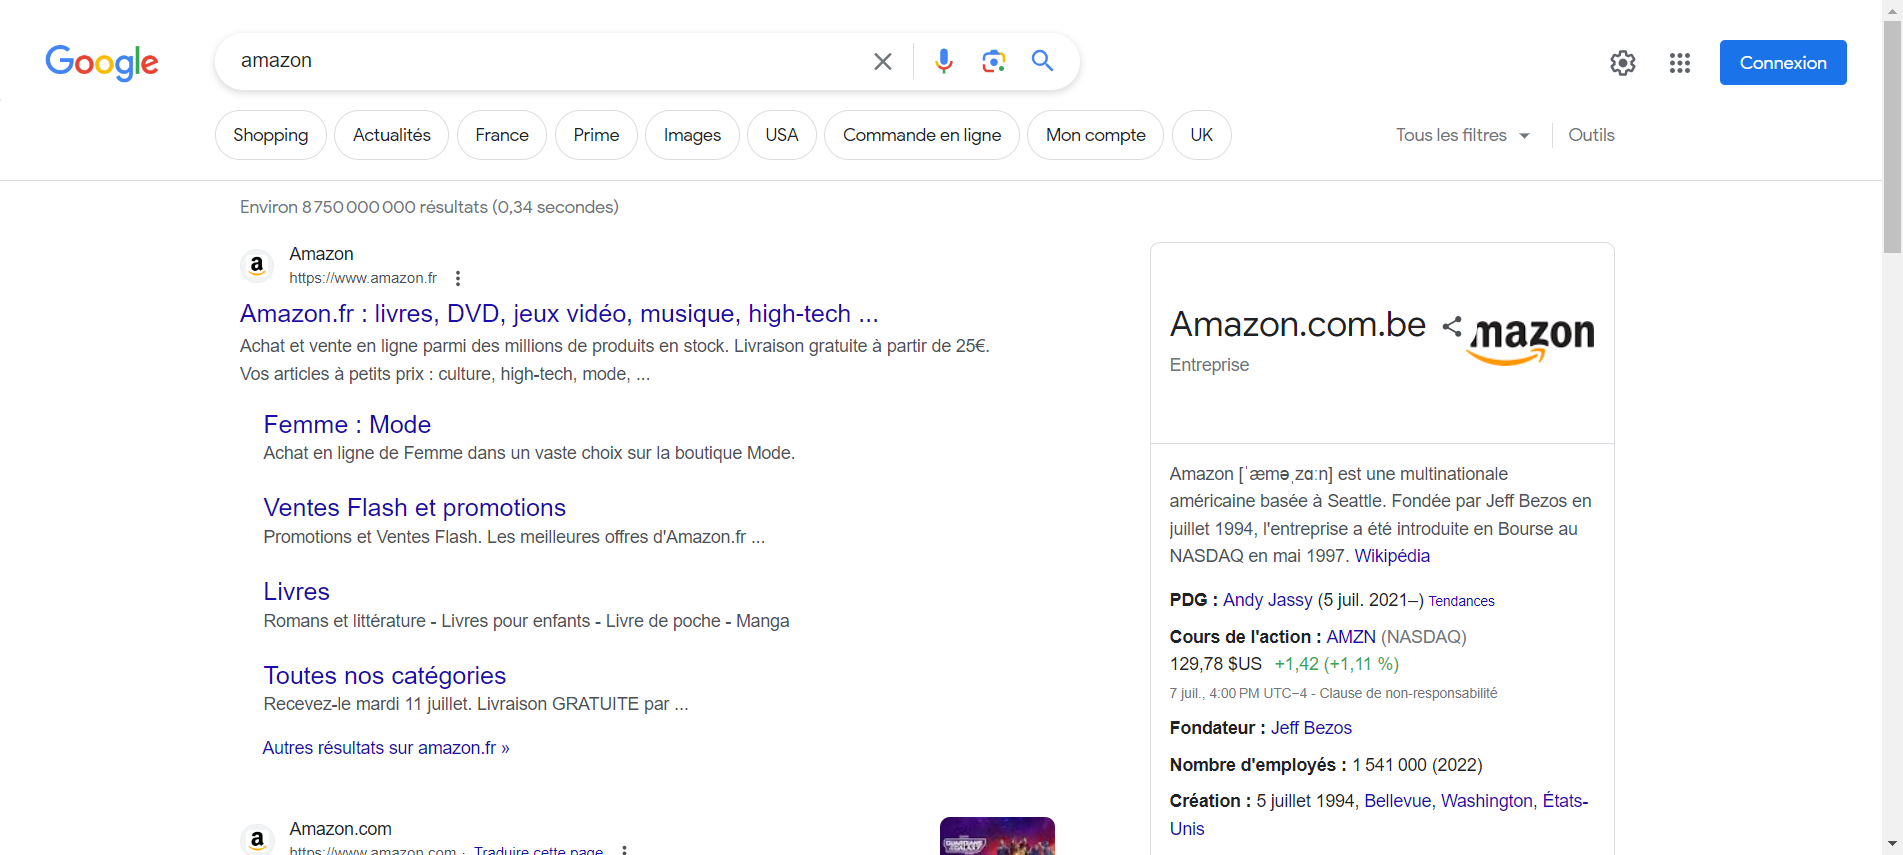 Google
amazon
Connexion
Shopping
Actualités
France
Prime
Images
USA
Commande en ligne
Mon compte
UK
Tous les filtres
Outils
Environ 8 750 000 000 résultats (0,34 secondes)
a
Amazon
https://www.amazon.fr
Amazon.fr : livres, DVD, jeux vidéo, musique, high-tech ...
Achat et vente en ligne parmi des millions de produits en stock. Livraison gratuite à partir de 25€.
Vos articles à petits prix : culture, high-tech, mode, ...
Femme : Mode
Achat en ligne de Femme dans un vaste choix sur la boutique Mode.
Ventes Flash et promotions
Promotions et Ventes Flash. Les meilleures offres d'Amazon.fr ...
Livres
Romans et littérature - Livres pour enfants - Livre de poche - Manga
Toutes nos catégories
Recevez-le mardi 11 juillet. Livraison GRATUITE par ...
Autres résultats sur amazon.fr »
a
Amazon.com
https://www.amazon.com · Traduire cette page
GUARDIANS
GALAXY
Amazon.com.be
mazon
Entreprise
Amazon [ˈæməˌzɑːn] est une multinationale
américaine basée à Seattle. Fondée par Jeff Bezos en
juillet 1994, l'entreprise a été introduite en Bourse au
NASDAQ en mai 1997. Wikipédia
PDG : Andy Jassy (5 juil. 2021–) Tendances
Cours de l'action : AMZN (NASDAQ)
129,78 $US +1,42 (+1,11 %)
7 juil., 4:00 PM UTC−4 - Clause de non-responsabilité
Fondateur : Jeff Bezos
Nombre d'employés : 1 541 000 (2022)
Création : 5 juillet 1994, Bellevue, Washington, États-
Unis